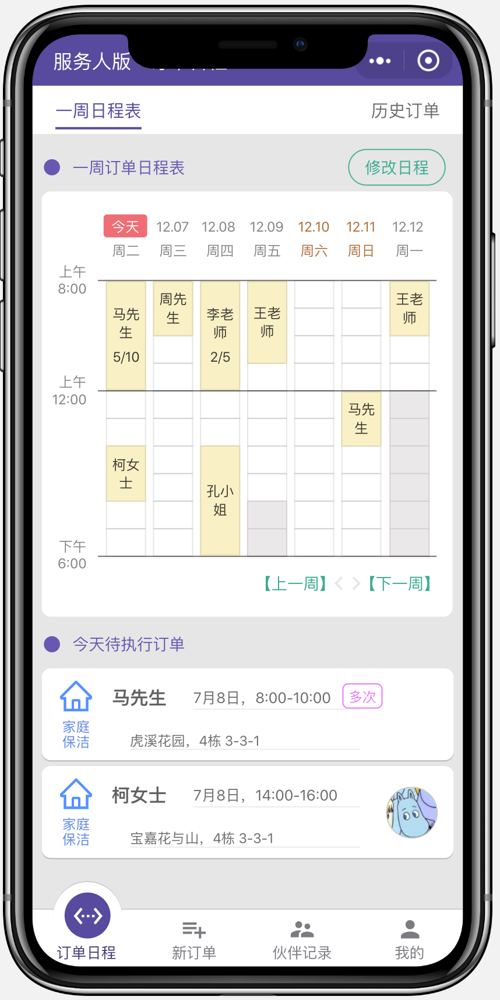 服务人版
一周日程表 历史订单
一周订单日程表 修改日程
今天 12.07 12.08 12.09 12.10 12.11 12.12
周二 周三 周四 周五 周六 周日 周一
上午
8:00
马先
生
5/10
周先
生
李老
师
2/5
王老
师
王老
师
上午
12:00
马先
生
柯女
士
孔小
姐
下午
6:00
【上一周】 < > 【下一周】
今天待执行订单
马先生 7月8日，8:00-10:00 多次
家庭
保洁
虎溪花园，4栋 3-3-1
柯女士 7月8日，14:00-16:00
家庭
保洁
宝嘉花与山，4栋 3-3-1
订单日程 新订单 伙伴记录 我的